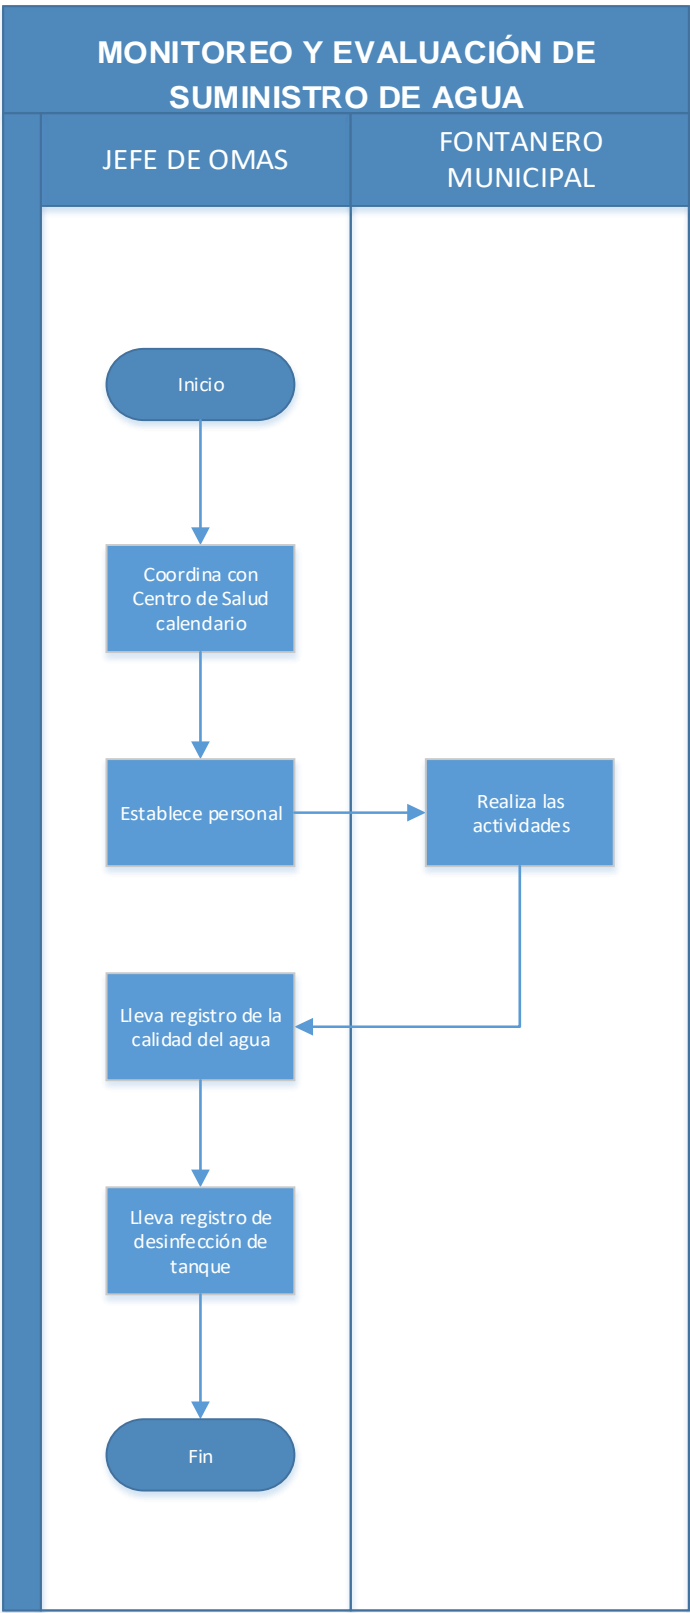 MONITOREO Y EVALUACIÓN DE
SUMINISTRO DE AGUA
JEFE DE OMAS
FONTANERO
MUNICIPAL
Inicio
Coordina con
Centro de Salud
calendario
Establece personal
Realiza las
actividades
Lleva registro de la
calidad del agua
Lleva registro de
desinfección de
tanque
Fin